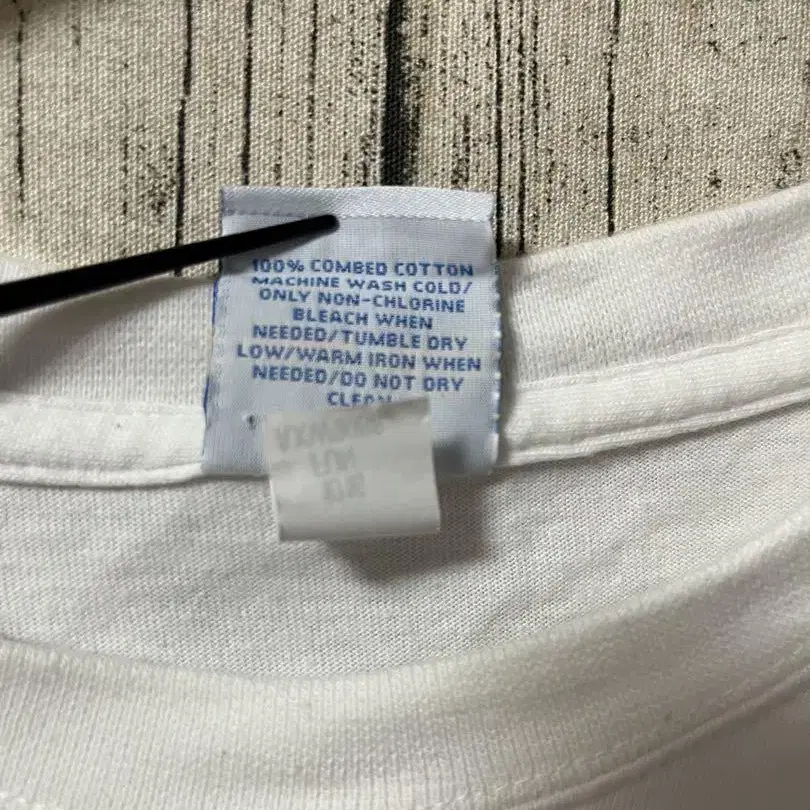 100% COMBED COTTON
MACHINE WASH COLD/
ONLY NON-CHLORINE
BLEACH WHEN
NEEDED/TUMBLE DRY
LOW/WARM IRON WHEN
NEEDED/DO NOT DRY
CLEAN